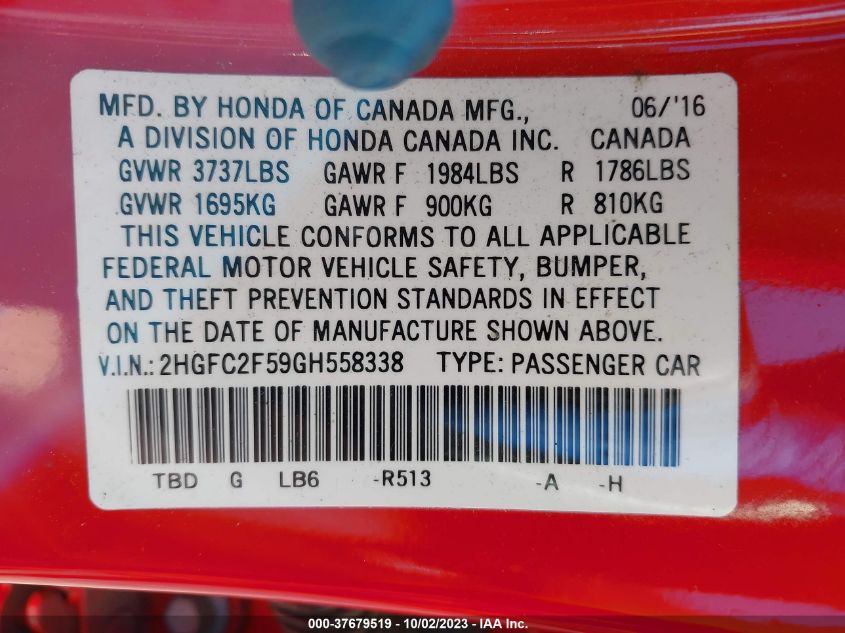 MFD. BY HONDA OF CANADA MFG., 06/'16
A DIVISION OF HONDA CANADA INC. CANADA
GVWR 3737LBS GAWR F 1984LBS R 1786LBS
GVWR 1695KG GAWR F 900KG R 810KG
THIS VEHICLE CONFORMS TO ALL APPLICABLE
FEDERAL MOTOR VEHICLE SAFETY, BUMPER,
AND THEFT PREVENTION STANDARDS IN EFFECT
ON THE DATE OF MANUFACTURE SHOWN ABOVE.
V.I.N.: 2HGFC2F59GH558338 TYPE: PASSENGER CAR
TBD G LB6 -R513 -A -H
000-37679519 - 10/02/2023 - IAA Inc.